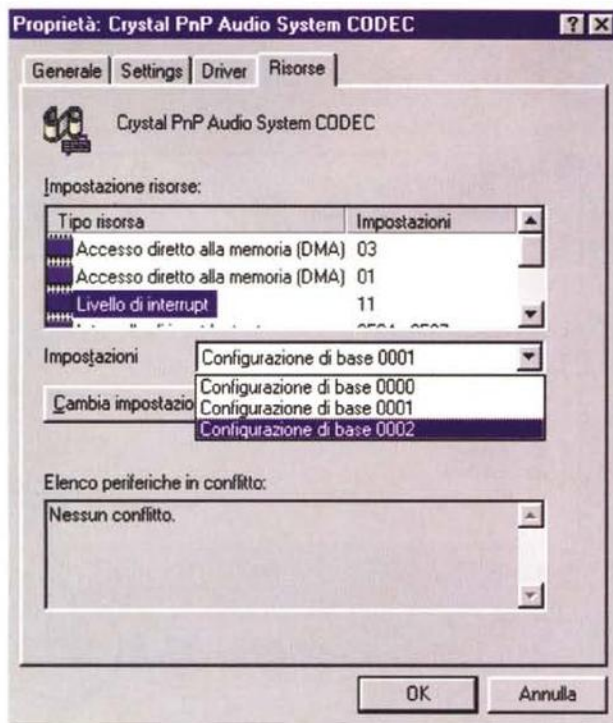 Proprietà: Crystal PnP Audio System CODEC
Generale Settings Driver Risorse
Crystal PnP Audio System CODEC
Impostazione risorse:
Tipo risorsa Impostazioni
Accesso diretto alla memoria (DMA) 03
Accesso diretto alla memoria (DMA) 01
Livello di interrupt 11
Impostazioni Configurazione di base 0001
Configurazione di base 0000
Cambia impostazio Configurazione di base 0001
Configurazione di base 0002
Elenco periferiche in conflitto:
Nessun conflitto.
OK Annulla